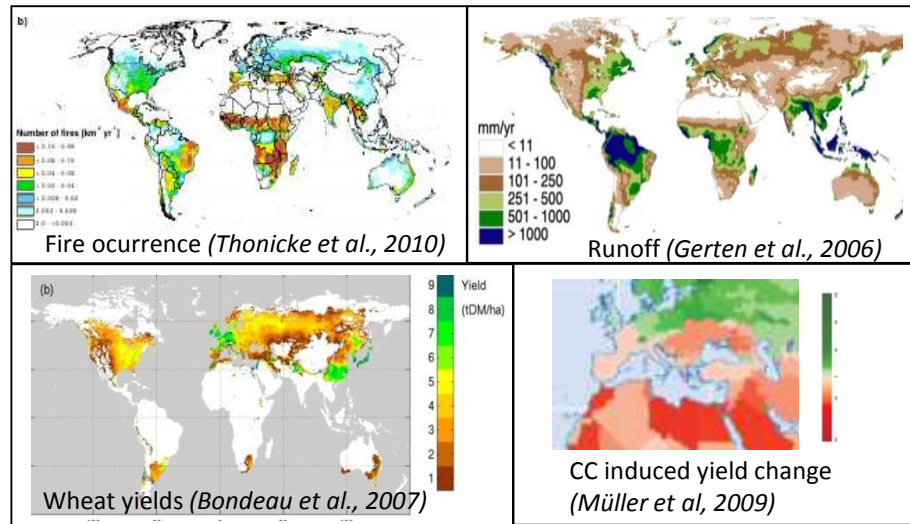 b)
Number of fires (km⁻² yr⁻¹)
Fire ocurrence (Thonicke et al., 2010)
mm/yr
< 11
11 - 100
101 - 250
251 - 500
501 - 1000
> 1000
Runoff (Gerten et al., 2006)
(b)
Yield
(tDM/ha)
9
8
7
6
5
4
3
2
1
Wheat yields (Bondeau et al., 2007)
CC induced yield change
(Müller et al, 2009)